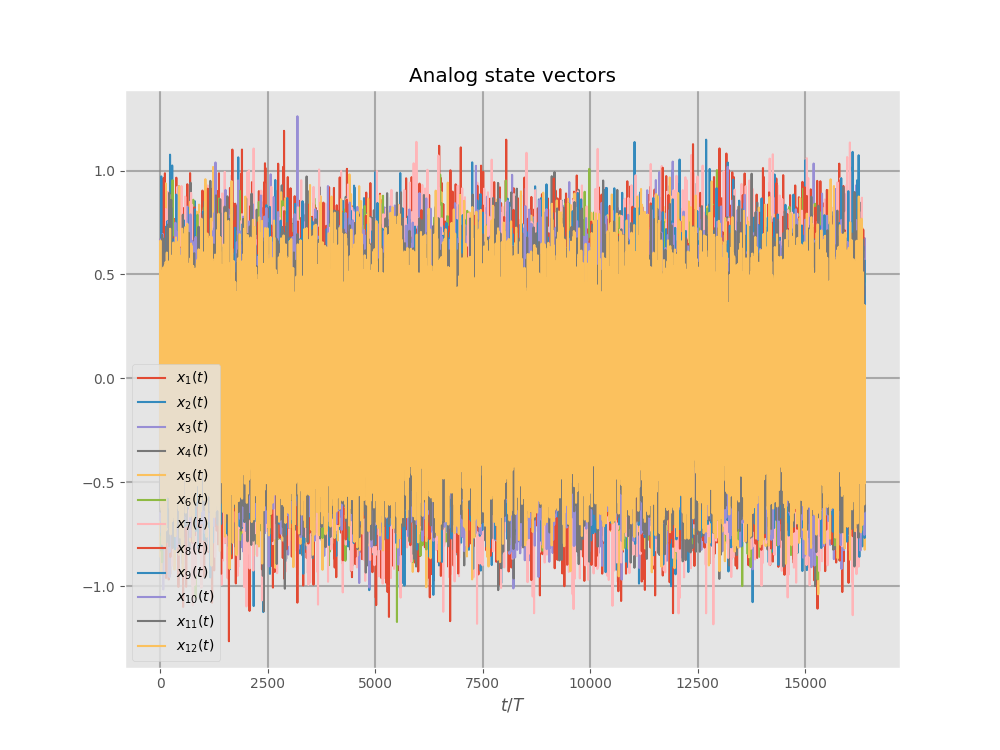 Analog state vectors
1.0
0.5
0.0
−0.5
−1.0
x₁(t)
x₂(t)
x₃(t)
x₄(t)
x₅(t)
x₆(t)
x₇(t)
x₈(t)
x₉(t)
x₁₀(t)
x₁₁(t)
x₁₂(t)
0 2500 5000 7500 10000 12500 15000
t/T